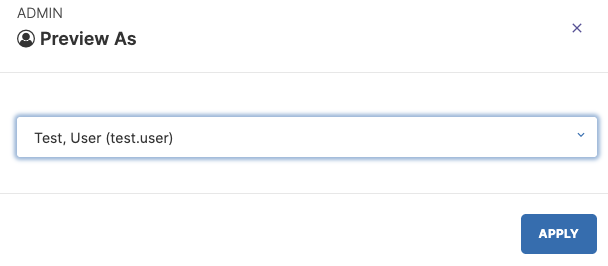 ADMIN
Preview As
Test, User (test.user)
APPLY